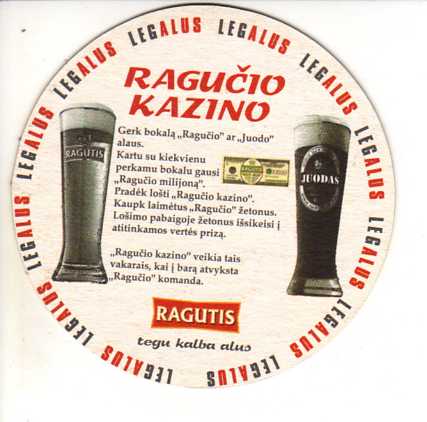 LEGALUS LEGALUS LEGALUS LEGALUS LEGALUS LEGALUS LEGALUS LEGALUS LEGALUS LEGALUS LEGALUS LEGALUS LEGALUS
RAGUČIO
KAZINO
Gerk bokalą „Ragučio" ar „Juodo"
alaus.
Kartu su kiekvienu
perkamu bokalu gausi
„Ragučio milijoną".
Pradėk lošti „Ragučio kazino".
Kaupk laimėtus „Ragučio" žetonus.
Lošimo pabaigoje žetonus išsikeisi į
atitinkamos vertės prizą.
„Ragučio kazino" veikia tais
vakarais, kai į barą atvyksta
„Ragučio" komanda.
RAGUTIS
JUODAS
RAGUTIS
tegu kalba alus